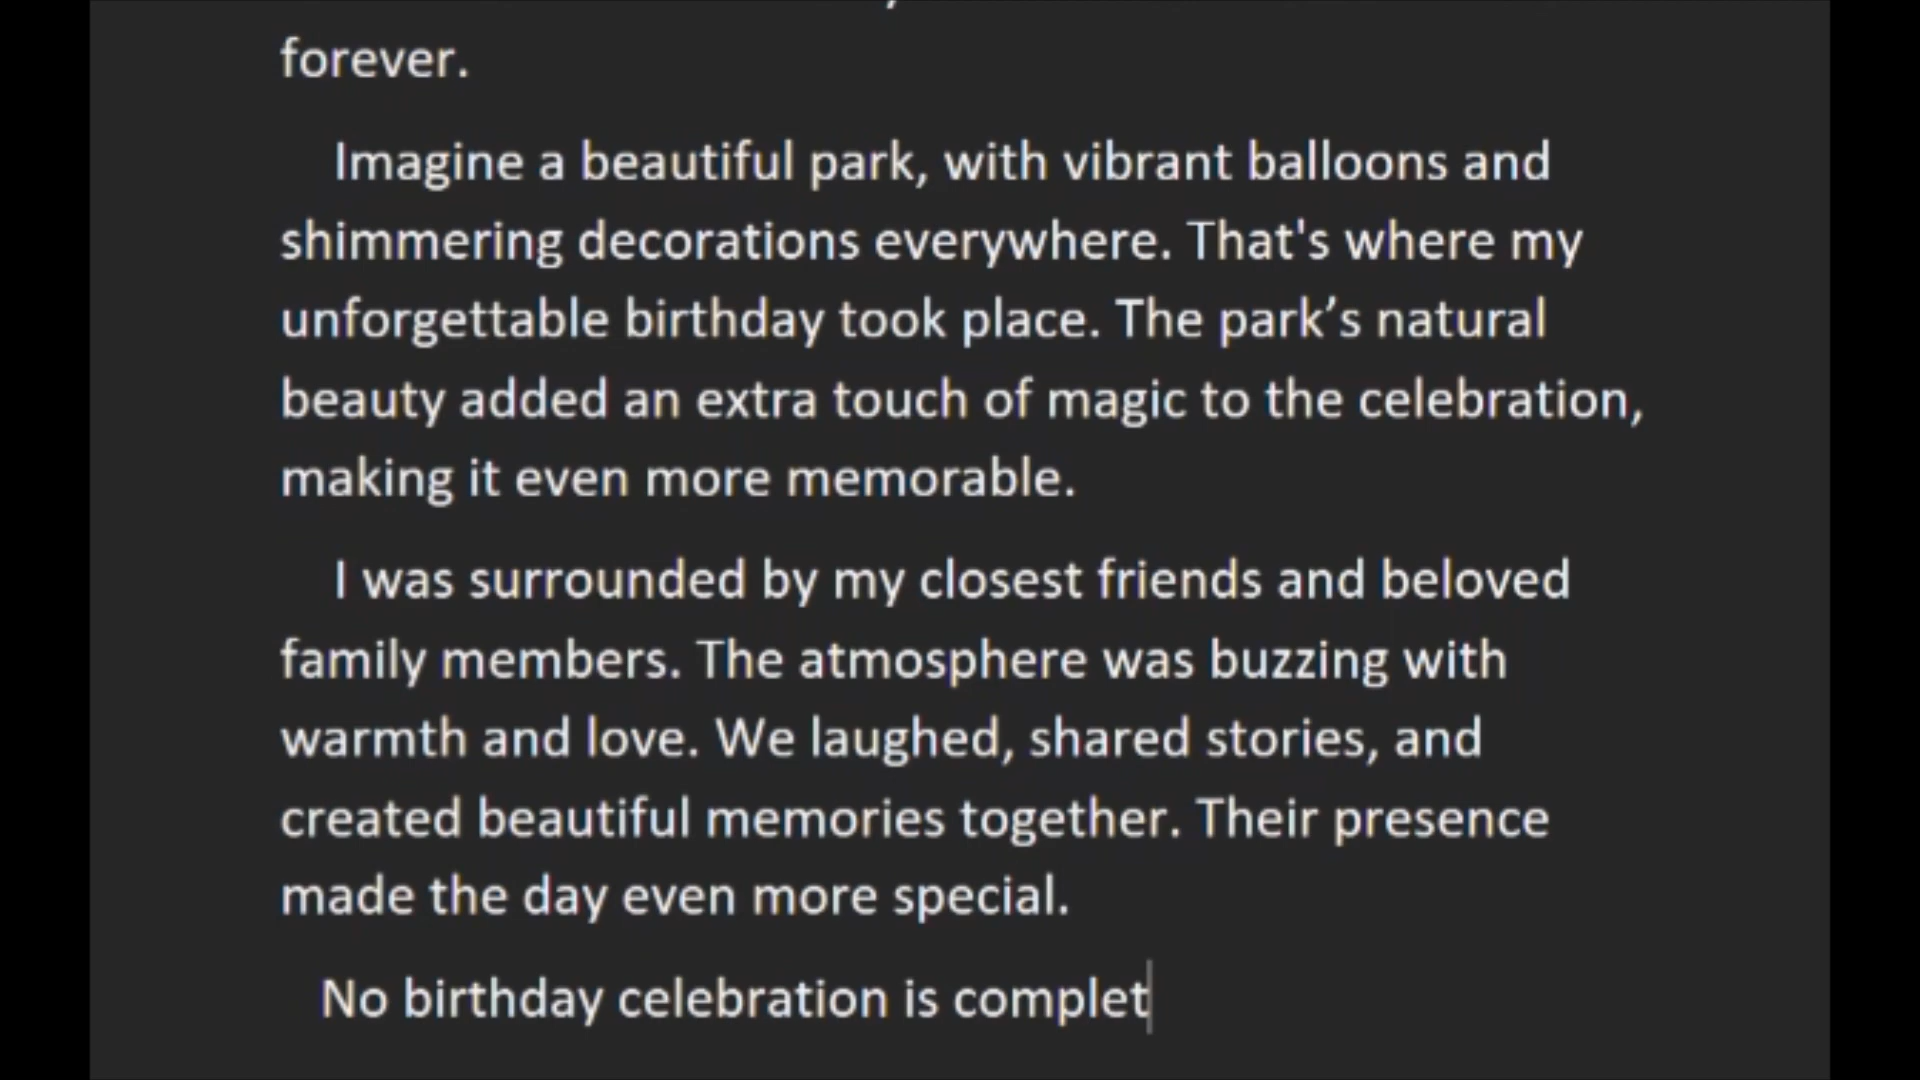 forever.
Imagine a beautiful park, with vibrant balloons and
shimmering decorations everywhere. That's where my
unforgettable birthday took place. The park’s natural
beauty added an extra touch of magic to the celebration,
making it even more memorable.
I was surrounded by my closest friends and beloved
family members. The atmosphere was buzzing with
warmth and love. We laughed, shared stories, and
created beautiful memories together. Their presence
made the day even more special.
No birthday celebration is complet